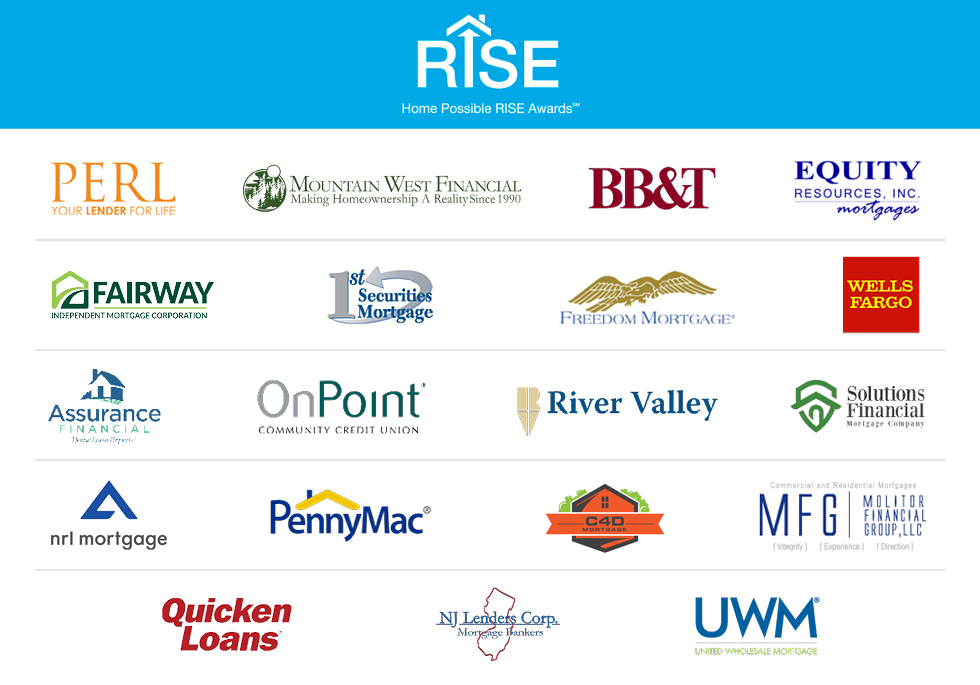 RISE
Home Possible RISE Awards℠
PERL
YOUR LENDER FOR LIFE
MOUNTAIN WEST FINANCIAL
Making Homeownership A Reality Since 1990
BB&T
EQUITY
RESOURCES, INC.
mortgages
FAIRWAY
INDEPENDENT MORTGAGE CORPORATION
1st
Securities
Mortgage
FREEDOM MORTGAGE®
WELLS
FARGO
Assurance
FINANCIAL
Home Loan Experts
OnPoint®
COMMUNITY CREDIT UNION
River Valley
Solutions
Financial
Mortgage Company
nrl mortgage
PennyMac®
C4D
MORTGAGE
Commercial and Residential Mortgages
MFG
MOLITOR
FINANCIAL
GROUP, LLC
[ Integrity ] [ Experience ] [ Direction ]
Quicken
Loans
NJ Lenders Corp.
Mortgage Bankers
UWM®
UNITED WHOLESALE MORTGAGE